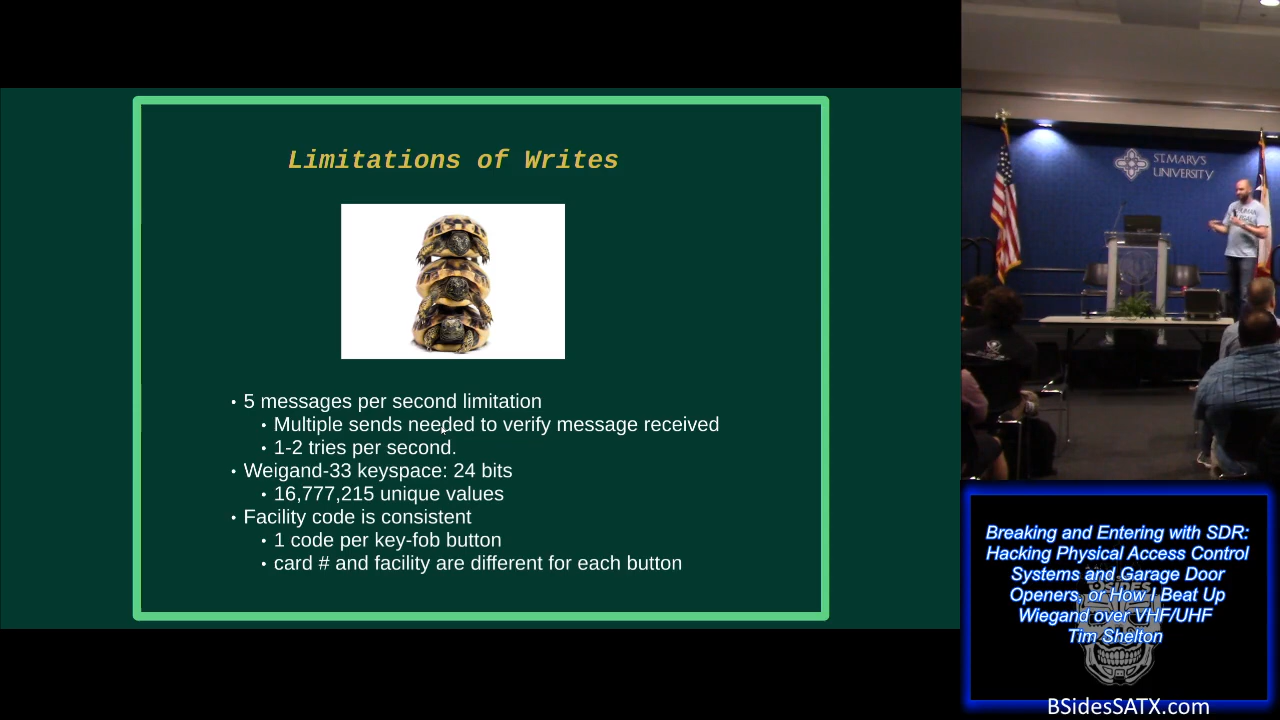 Limitations of Writes
• 5 messages per second limitation
• Multiple sends needed to verify message received
• 1-2 tries per second.
• Weigand-33 keyspace: 24 bits
• 16,777,215 unique values
• Facility code is consistent
• 1 code per key-fob button
• card # and facility are different for each button
ST. MARY'S
UNIVERSITY
Breaking and Entering with SDR:
Hacking Physical Access Control
Systems and Garage Door
Openers, or How I Beat Up
Wiegand over VHF/UHF
Tim Shelton
BSIDES
BSidesSATX.com